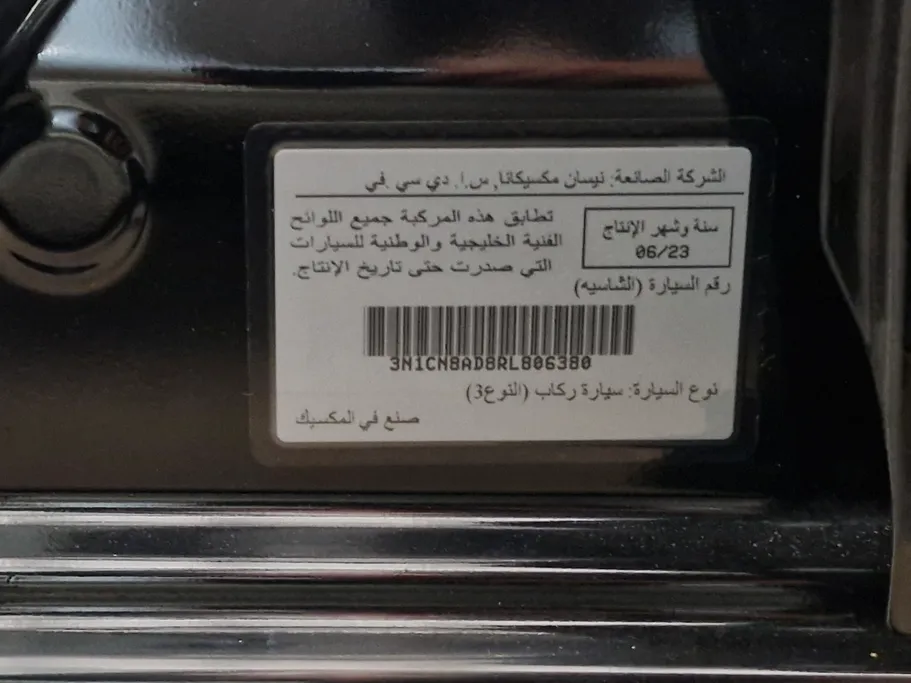 الشركة الصانعة: نيسان مكسيكانا, س.ا. دي سي .في
سنة وشهر الإنتاج
06/23
تطابق هذه المركبة جميع اللوائح
الفنية الخليجية والوطنية للسيارات
التي صدرت حتى تاريخ الإنتاج.
رقم السيارة (الشاسيه)
3N1CN8AD8RL806380
نوع السيارة: سيارة ركاب (النوع3)
صنع في المكسيك